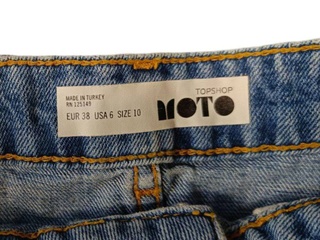 MADE IN TURKEY
RN 125149
EUR 38 USA 6 SIZE 10
TOPSHOP
MOTO